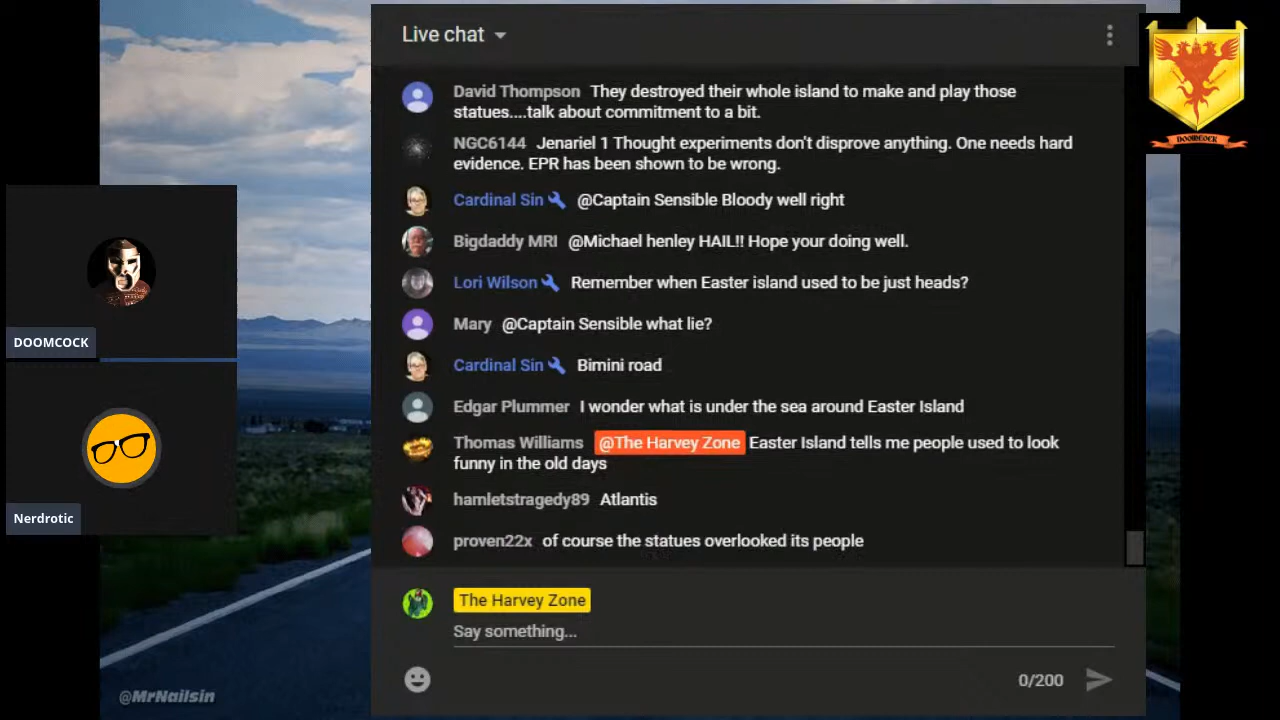 Live chat
David Thompson They destroyed their whole island to make and play those
statues....talk about commitment to a bit.
NGC6144 Jenariel 1 Thought experiments don't disprove anything. One needs hard
evidence. EPR has been shown to be wrong.
Cardinal Sin @Captain Sensible Bloody well right
Bigdaddy MRI @Michael henley HAIL!! Hope your doing well.
Lori Wilson Remember when Easter island used to be just heads?
Mary @Captain Sensible what lie?
Cardinal Sin Bimini road
Edgar Plummer I wonder what is under the sea around Easter Island
Thomas Williams @The Harvey Zone Easter Island tells me people used to look
funny in the old days
hamletstragedy89 Atlantis
proven22x of course the statues overlooked its people
The Harvey Zone
Say something...
0/200
DOOMCOCK
Nerdrotic
@MrNailsin
DOOMCOCK